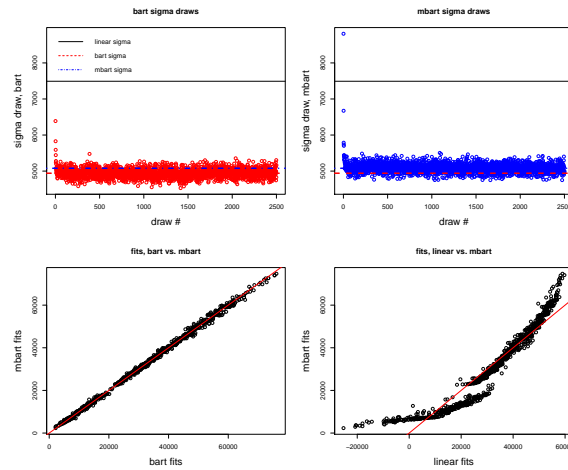 bart sigma draws
linear sigma
bart sigma
mbart sigma
sigma draw, bart
5000 6000 7000 8000
0 500 1000 1500 2000 2500
draw #
mbart sigma draws
sigma draw, mbart
5000 6000 7000 8000
0 500 1000 1500 2000 250
draw #
fits, bart vs. mbart
mbart fits
0 20000 40000 60000
0 20000 40000 60000
bart fits
fits, linear vs. mbart
mbart fits
0 20000 40000 60000
-20000 0 20000 40000 6000
linear fits